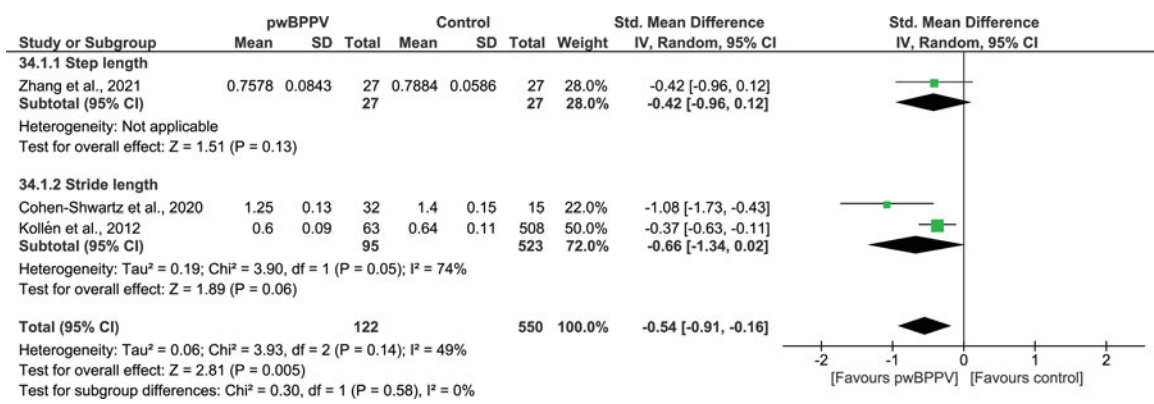 pwBPPV Control Std. Mean Difference Std. Mean Difference
Study or Subgroup Mean SD Total Mean SD Total Weight IV, Random, 95% CI IV, Random, 95% CI
34.1.1 Step length
Zhang et al., 2021 0.7578 0.0843 27 0.7884 0.0586 27 28.0% -0.42 [-0.96, 0.12]
Subtotal (95% CI) 27 27 28.0% -0.42 [-0.96, 0.12]
Heterogeneity: Not applicable
Test for overall effect: Z = 1.51 (P = 0.13)
34.1.2 Stride length
Cohen-Shwartz et al., 2020 1.25 0.13 32 1.4 0.15 15 22.0% -1.08 [-1.73, -0.43]
Kollén et al., 2012 0.6 0.09 63 0.64 0.11 508 50.0% -0.37 [-0.63, -0.11]
Subtotal (95% CI) 95 523 72.0% -0.66 [-1.34, 0.02]
Heterogeneity: Tau² = 0.19; Chi² = 3.90, df = 1 (P = 0.05); I² = 74%
Test for overall effect: Z = 1.89 (P = 0.06)
Total (95% CI) 122 550 100.0% -0.54 [-0.91, -0.16]
Heterogeneity: Tau² = 0.06; Chi² = 3.93, df = 2 (P = 0.14); I² = 49%
Test for overall effect: Z = 2.81 (P = 0.005)
Test for subgroup differences: Chi² = 0.30, df = 1 (P = 0.58), I² = 0%
-2 -1 0 1 2
[Favours pwBPPV] [Favours control]